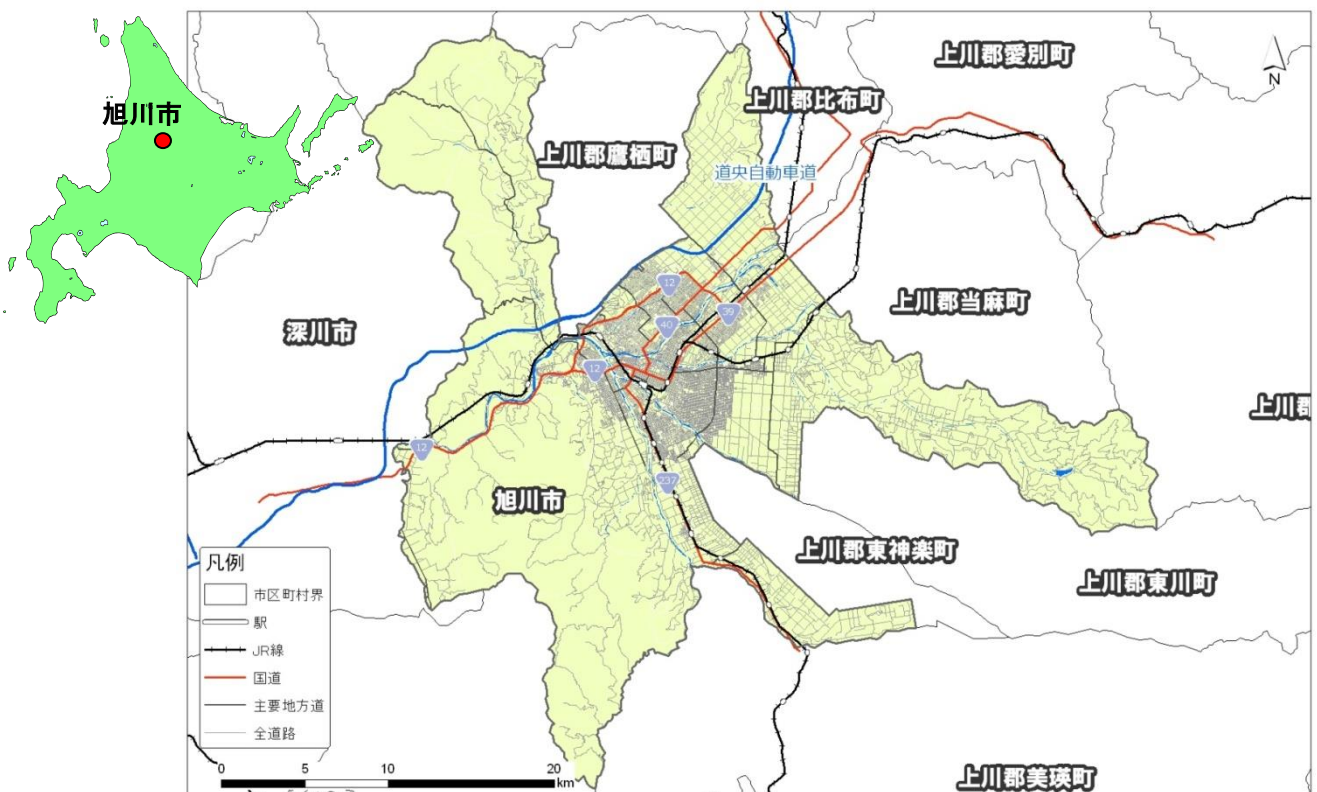 旭川市
上川郡愛別町
N
上川郡比布町
上川郡鷹栖町
道央自動車道
12
上川郡当麻町
39
40
深川市
12
上川郡
12
237
旭川市
上川郡東神楽町
上川郡東川町
凡例
市区町村界
駅
JR線
国道
主要地方道
全道路
0 5 10 20
km
上川郡美瑛町